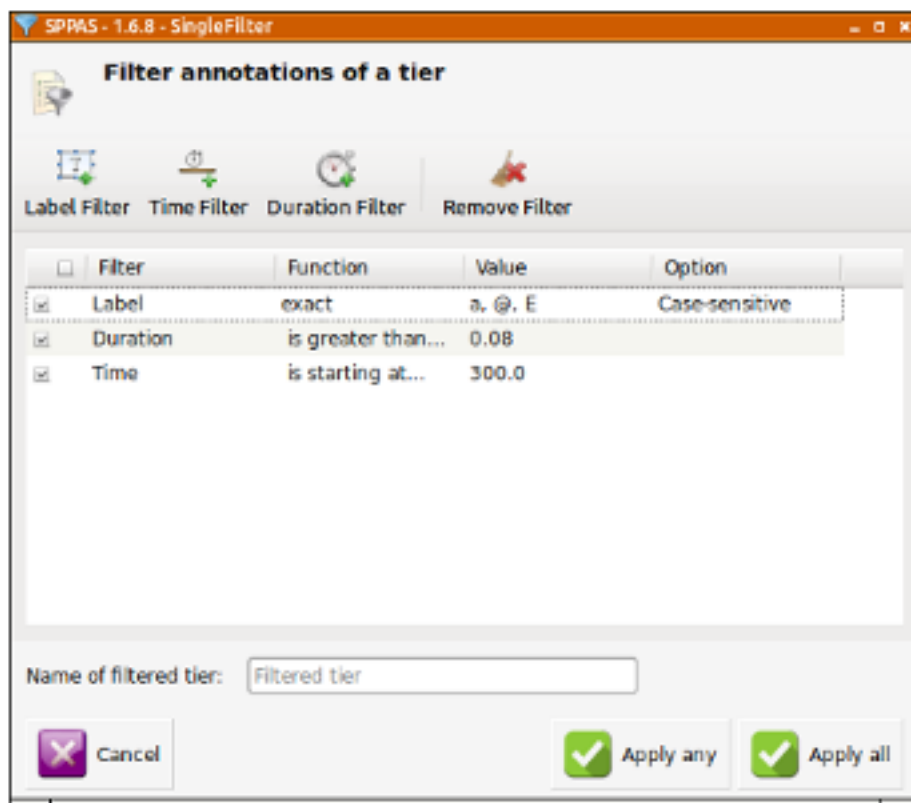 SPPAS - 1.6.8 - SingleFilter
Filter annotations of a tier
Label Filter Time Filter Duration Filter Remove Filter
Filter Function Value Option
Label exact a, @, E Case-sensitive
Duration is greater than... 0.08
Time is starting at... 300.0
Name of filtered tier: Filtered tier
Cancel Apply any Apply all